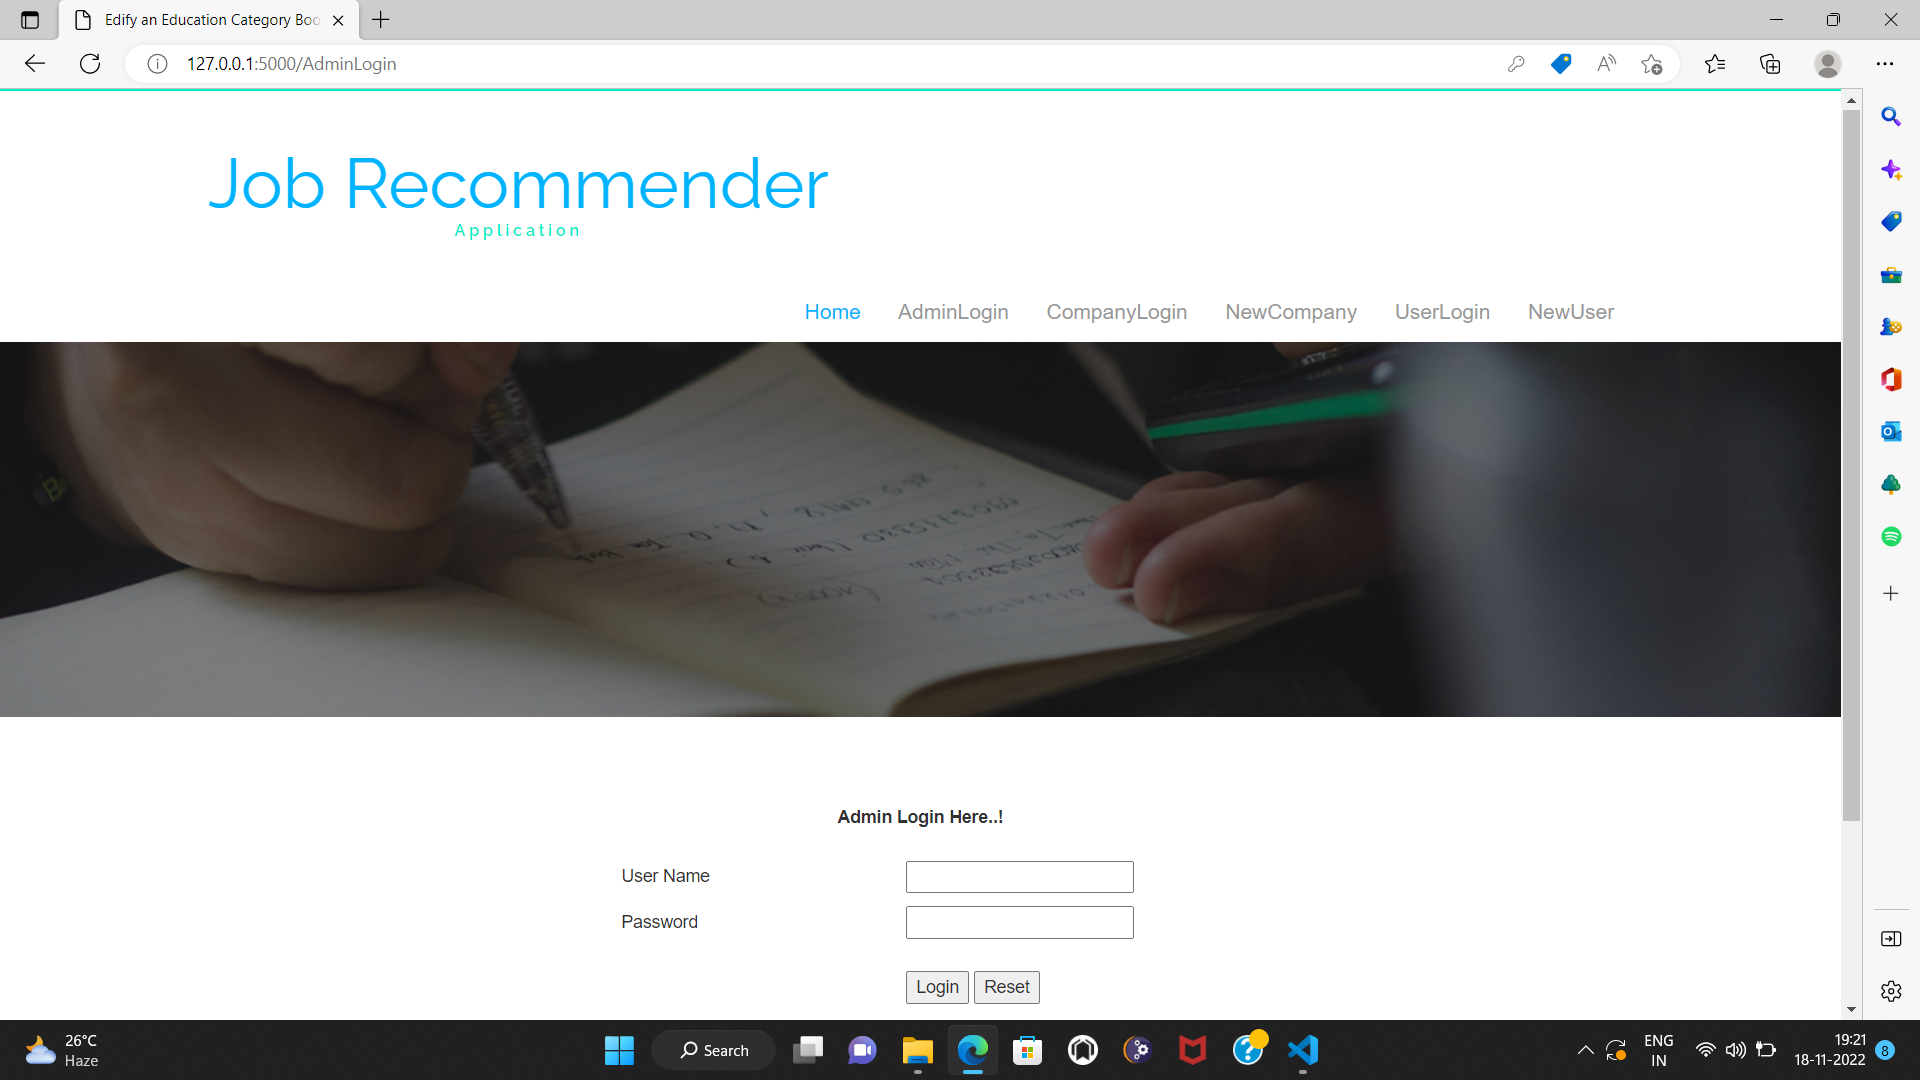 Edify an Education Category Boo
127.0.0.1:5000/AdminLogin
Job Recommender
Application
Home AdminLogin CompanyLogin NewCompany UserLogin NewUser
Admin Login Here..!
User Name
Password
Login Reset
26°C
Haze
Search
ENG
IN
19:21
18-11-2022
8